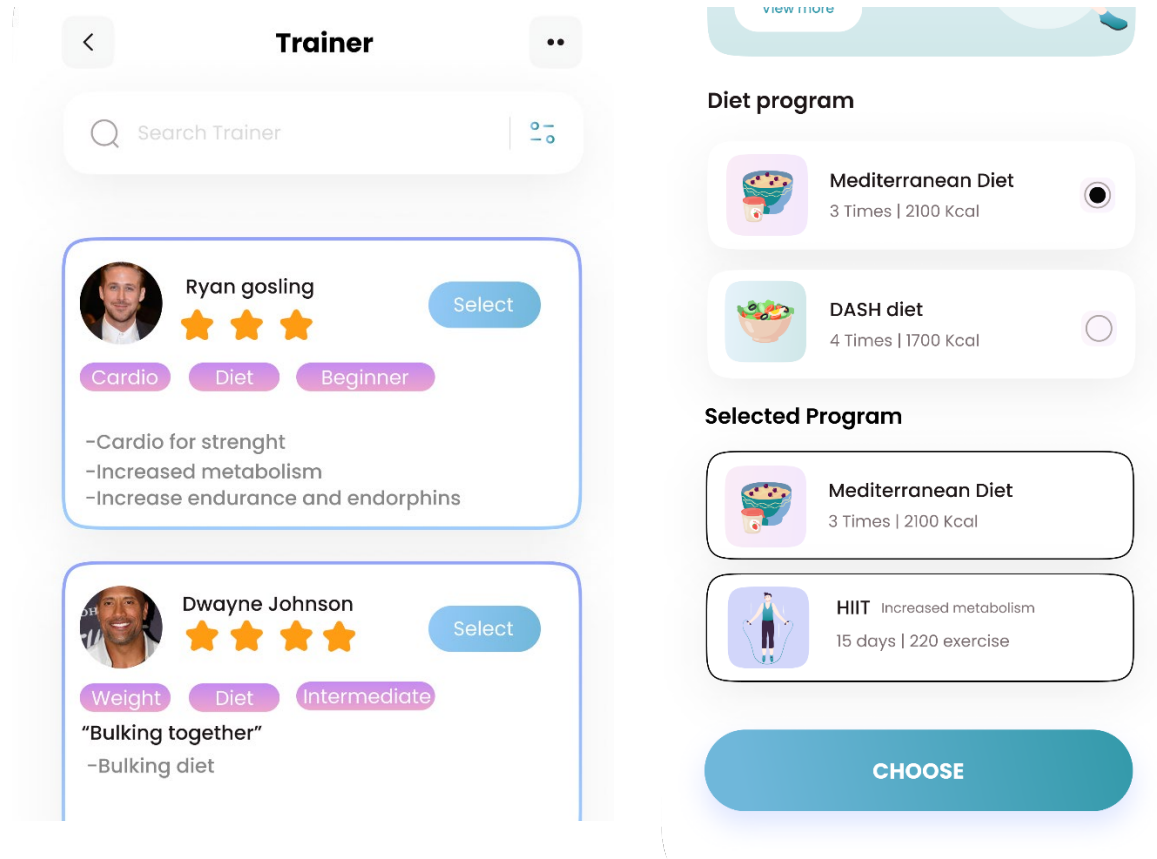 Trainer
Search Trainer
Ryan gosling
Select
Cardio
Diet
Beginner
-Cardio for strenght
-Increased metabolism
-Increase endurance and endorphins
Dwayne Johnson
Select
Weight
Diet
Intermediate
“Bulking together”
-Bulking diet
View more
Diet program
Mediterranean Diet
3 Times | 2100 Kcal
DASH diet
4 Times | 1700 Kcal
Selected Program
Mediterranean Diet
3 Times | 2100 Kcal
HIIT Increased metabolism
15 days | 220 exercise
CHOOSE